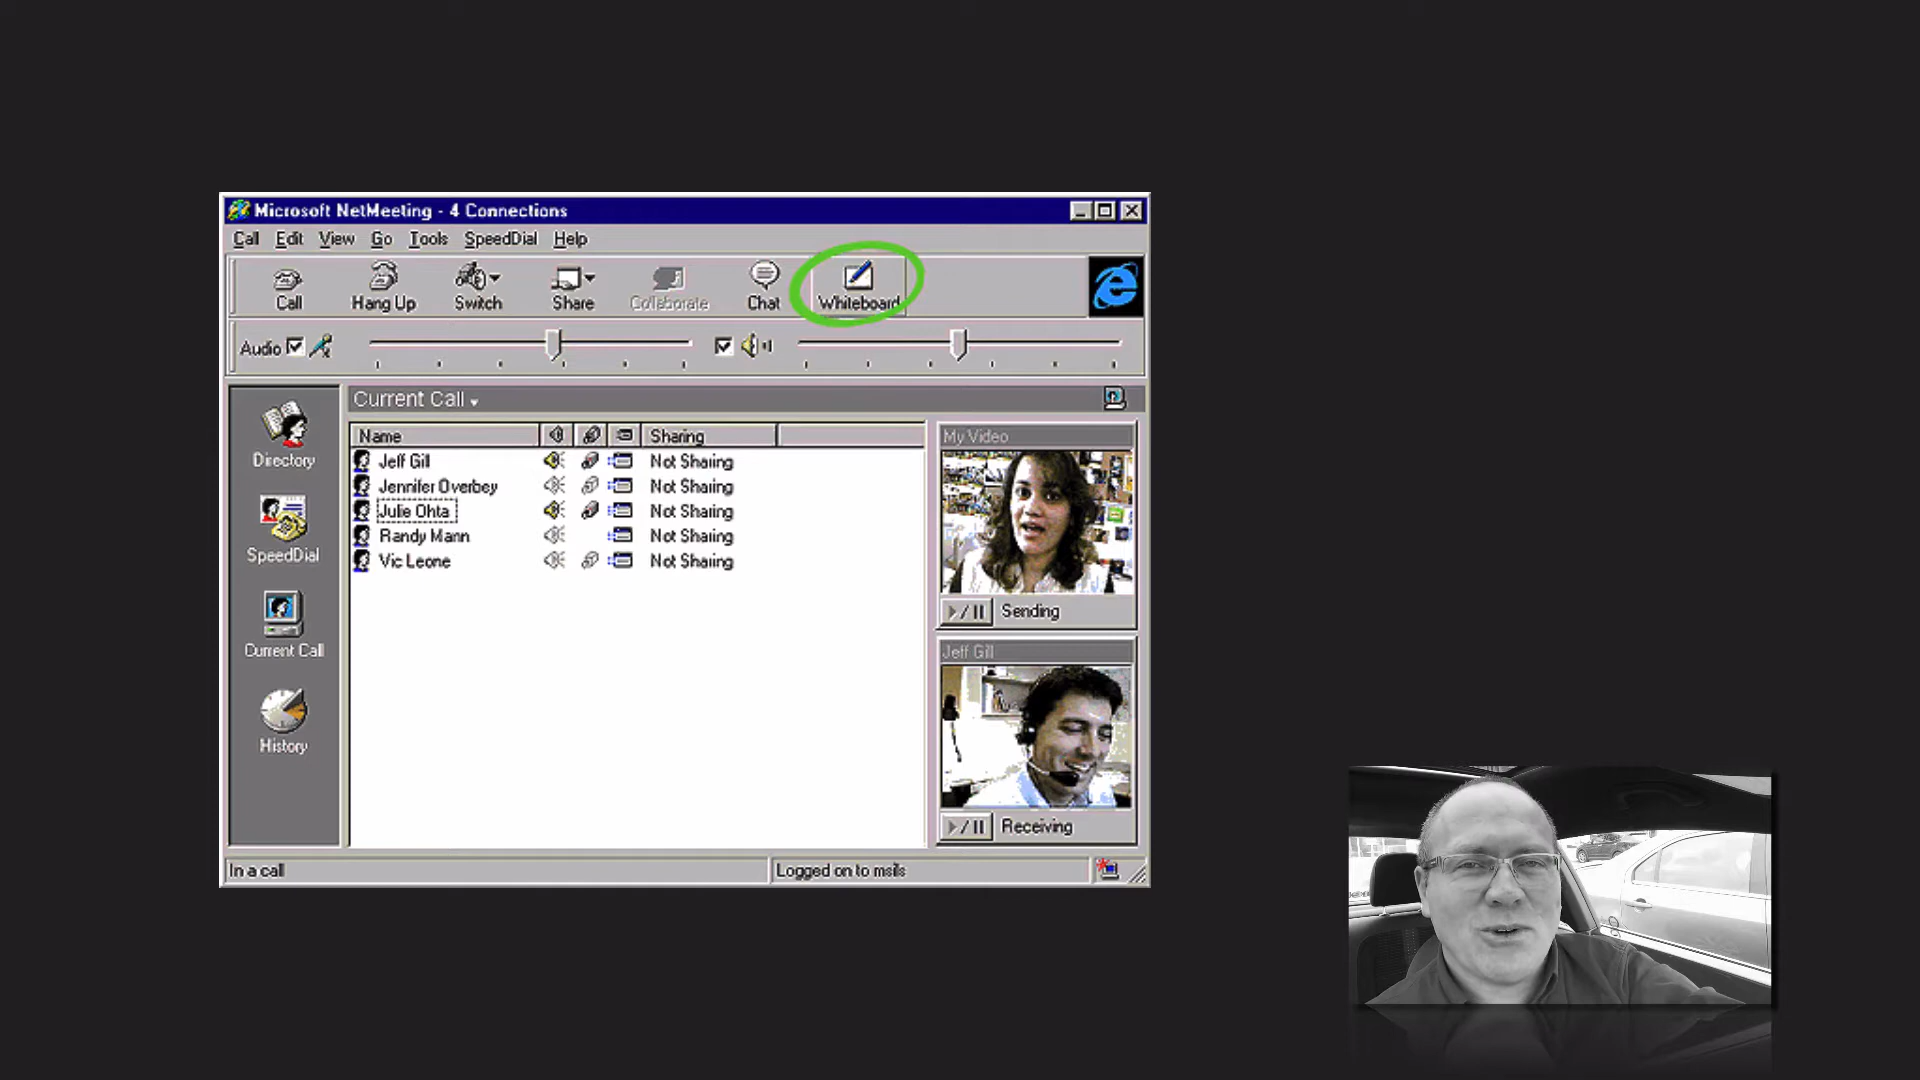 Microsoft NetMeeting - 4 Connections
Call Edit View Go Tools SpeedDial Help
Call Hang Up Switch Share Collaborate Chat Whiteboard
Audio
Current Call
Directory
SpeedDial
Current Call
History
Name Sharing
Jeff Gill Not Sharing
Jennifer Overbey Not Sharing
Julie Ohta Not Sharing
Randy Mann Not Sharing
Vic Leone Not Sharing
My Video
Sending
Jeff Gill
Receiving
In a call Logged on to msils